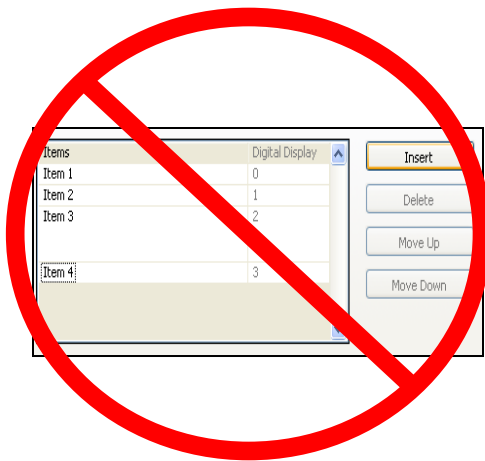 Items Digital Display
Item 1 0
Item 2 1
Item 3 2
Item 4 3
Insert
Delete
Move Up
Move Down